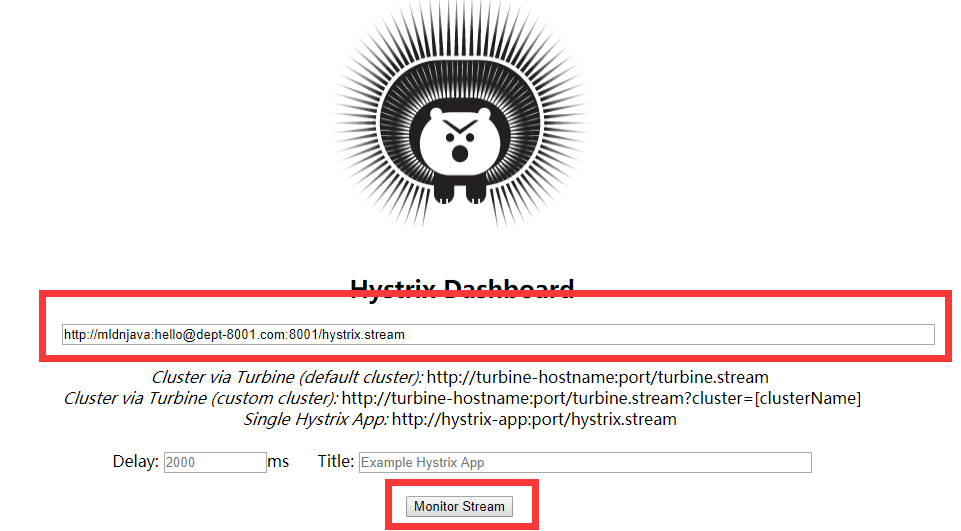 Hystrix Dashboard
http://mldnjava:hello@dept-8001.com:8001/hystrix.stream
Cluster via Turbine (default cluster): http://turbine-hostname:port/turbine.stream
Cluster via Turbine (custom cluster): http://turbine-hostname:port/turbine.stream?cluster=[clusterName]
Single Hystrix App: http://hystrix-app:port/hystrix.stream
Delay: 2000 ms Title: Example Hystrix App
Monitor Stream